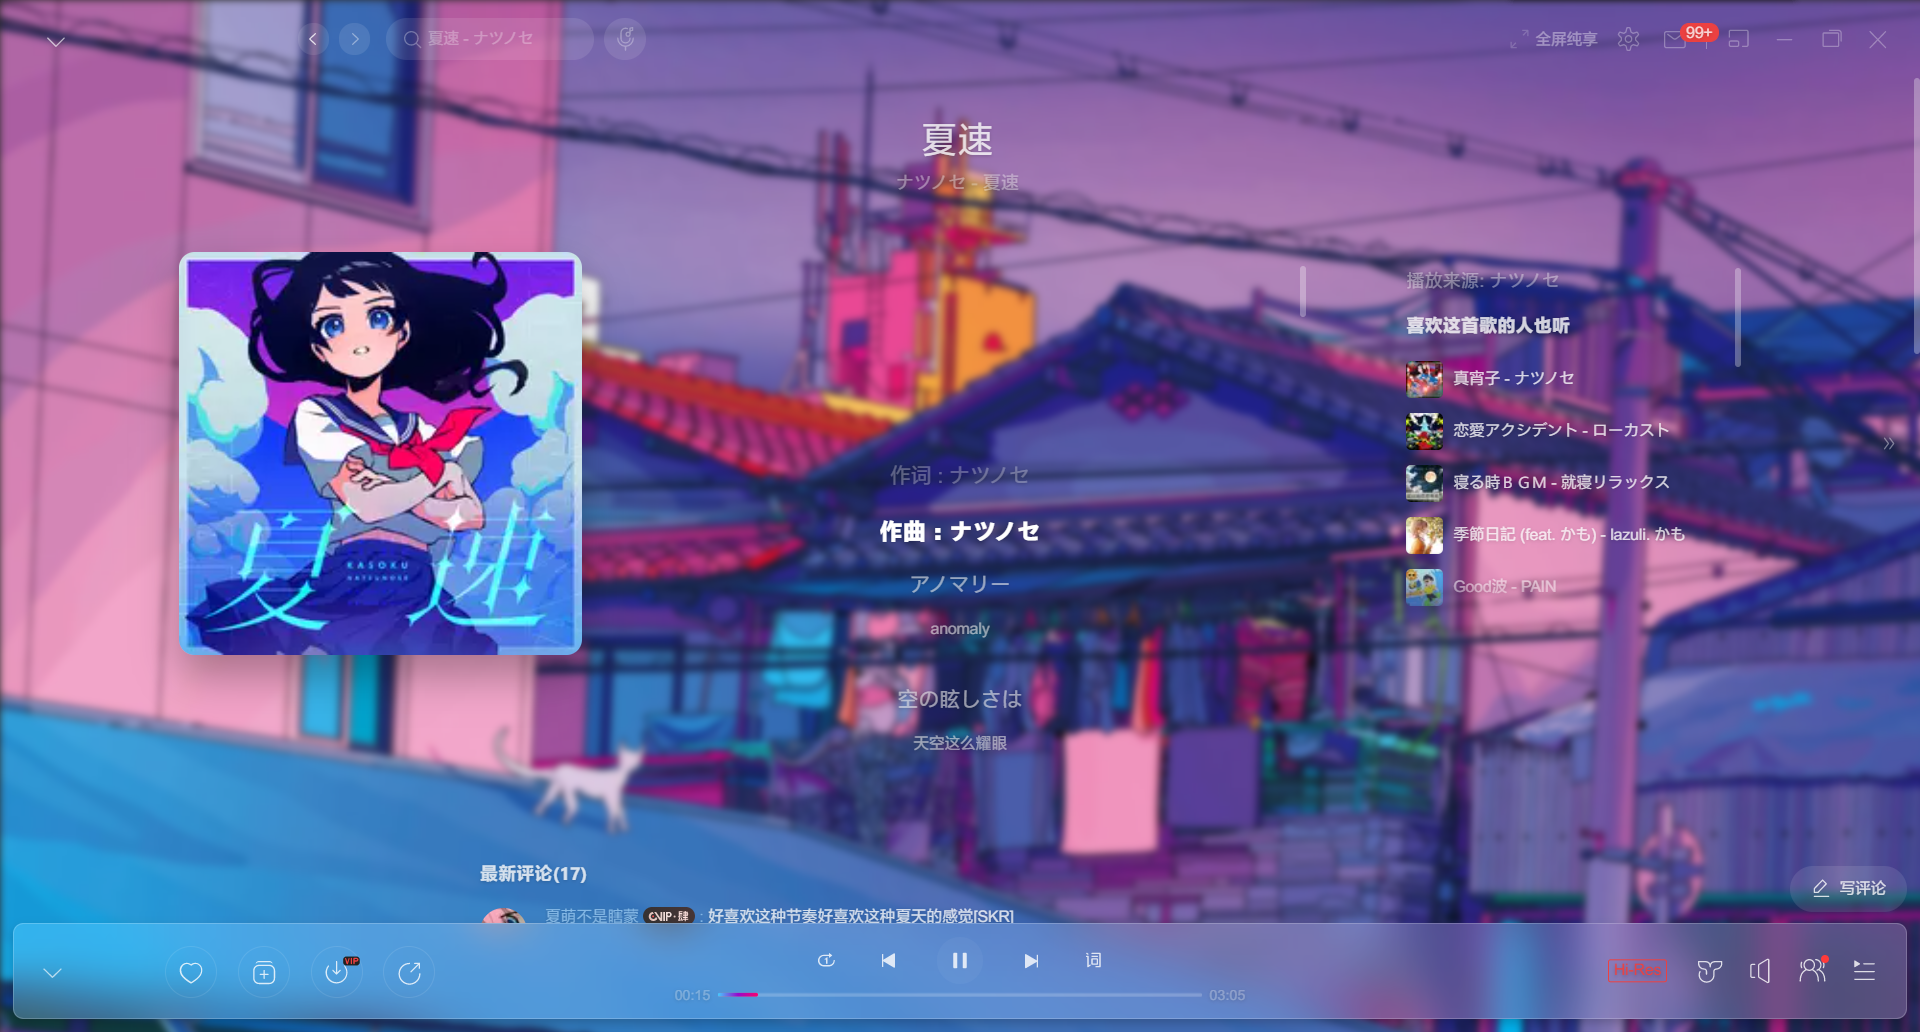 夏速 - ナツノセ
全屏纯享
99+
夏速
ナツノセ - 夏速
夏速
KASOKU
NATSUNOSE
作词 : ナツノセ
作曲 : ナツノセ
アノマリー
anomaly
空の眩しさは
天空这么耀眼
播放来源: ナツノセ
喜欢这首歌的人也听
真宵子 - ナツノセ
恋愛アクシデント - ローカスト
寝る時ＢＧＭ - 就寝リラックス
季節日記 (feat. かも) - lazuli. かも
Good波 - PAIN
最新评论(17)
夏萌不是瞎蒙 VIP·肆 : 好喜欢这种节奏好喜欢这种夏天的感觉[SKR]
写评论
VIP
词
00:15
03:05
Hi-Res